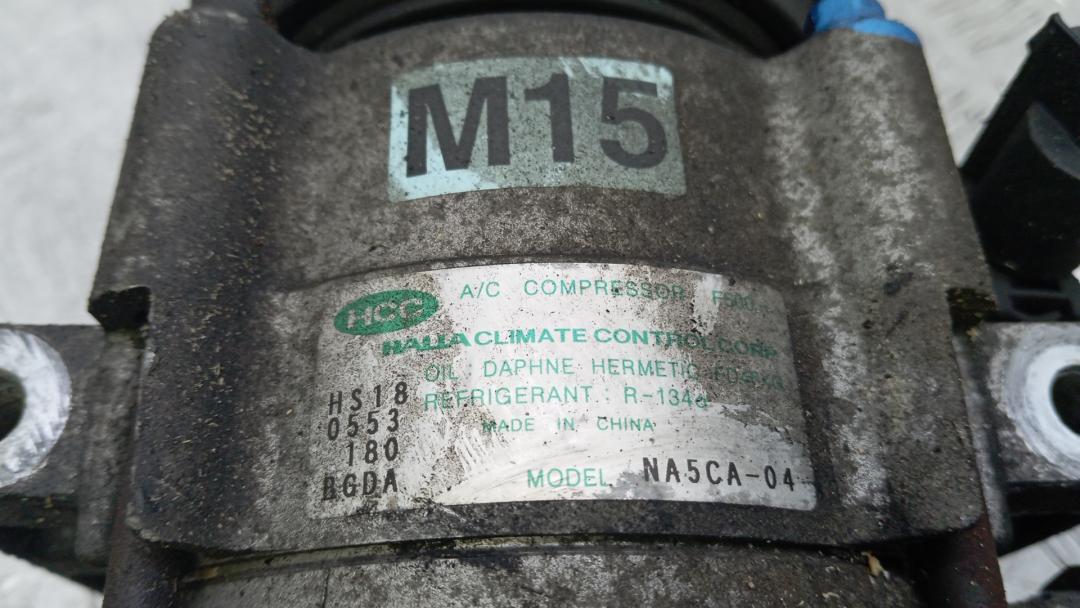 M15
HCC
A/C COMPRESSOR
HALLA CLIMATE CONTROL CORP
OIL : DAPHNE HERMETIC
REFRIGERANT : R-134a
MADE IN CHINA
HS18
0553
180
MODEL NA5CA-04